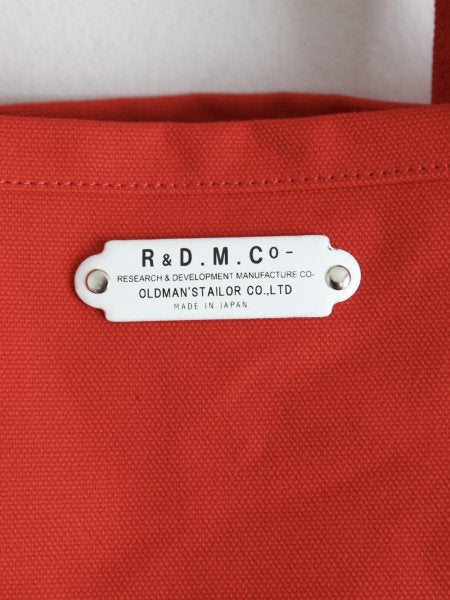 R & D . M . Co -
RESEARCH & DEVELOPMENT MANUFACTURE CO-
OLDMAN'STAILOR CO.,LTD
MADE IN JAPAN